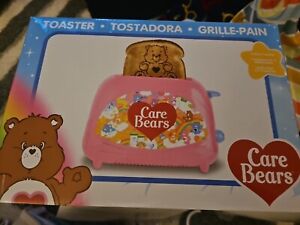 TOASTER • TOSTADORA • GRILLE-PAIN
Care
Bears
Care
Bears